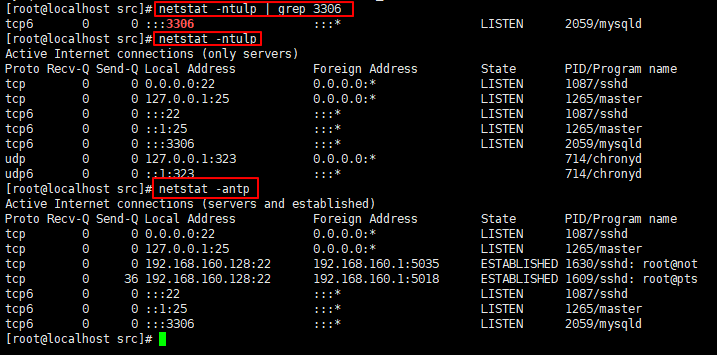 [root@localhost src]# netstat -ntulp | grep 3306
tcp6       0      0 :::3306                 :::*                    LISTEN      2059/mysqld
[root@localhost src]# netstat -ntulp
Active Internet connections (only servers)
Proto Recv-Q Send-Q Local Address           Foreign Address         State       PID/Program name
tcp        0      0 0.0.0.0:22              0.0.0.0:*               LISTEN      1087/sshd
tcp        0      0 127.0.0.1:25            0.0.0.0:*               LISTEN      1265/master
tcp6       0      0 :::22                   :::*                    LISTEN      1087/sshd
tcp6       0      0 ::1:25                  :::*                    LISTEN      1265/master
tcp6       0      0 :::3306                 :::*                    LISTEN      2059/mysqld
udp        0      0 127.0.0.1:323           0.0.0.0:*                           714/chronyd
udp6       0      0 ::1:323                 :::*                                714/chronyd
[root@localhost src]# netstat -antp
Active Internet connections (servers and established)
Proto Recv-Q Send-Q Local Address           Foreign Address         State       PID/Program name
tcp        0      0 0.0.0.0:22              0.0.0.0:*               LISTEN      1087/sshd
tcp        0      0 127.0.0.1:25            0.0.0.0:*               LISTEN      1265/master
tcp        0      0 192.168.160.128:22      192.168.160.1:5035      ESTABLISHED 1630/sshd: root@not
tcp        0     36 192.168.160.128:22      192.168.160.1:5018      ESTABLISHED 1609/sshd: root@pts
tcp6       0      0 :::22                   :::*                    LISTEN      1087/sshd
tcp6       0      0 ::1:25                  :::*                    LISTEN      1265/master
tcp6       0      0 :::3306                 :::*                    LISTEN      2059/mysqld
[root@localhost src]#